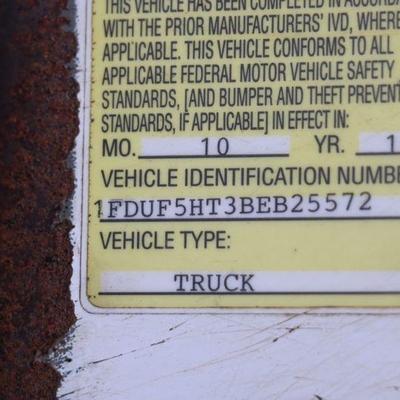 THIS VEHICLE HAS BEEN COMPLETED IN ACCORDA
WITH THE PRIOR MANUFACTURERS' IVD, WHERE
APPLICABLE. THIS VEHICLE CONFORMS TO ALL
APPLICABLE FEDERAL MOTOR VEHICLE SAFETY
STANDARDS, [AND BUMPER AND THEFT PREVENT
STANDARDS, IF APPLICABLE] IN EFFECT IN:
MO. 10 YR. 1
VEHICLE IDENTIFICATION NUMBE
1FDUF5HT3BEB25572
VEHICLE TYPE:
TRUCK